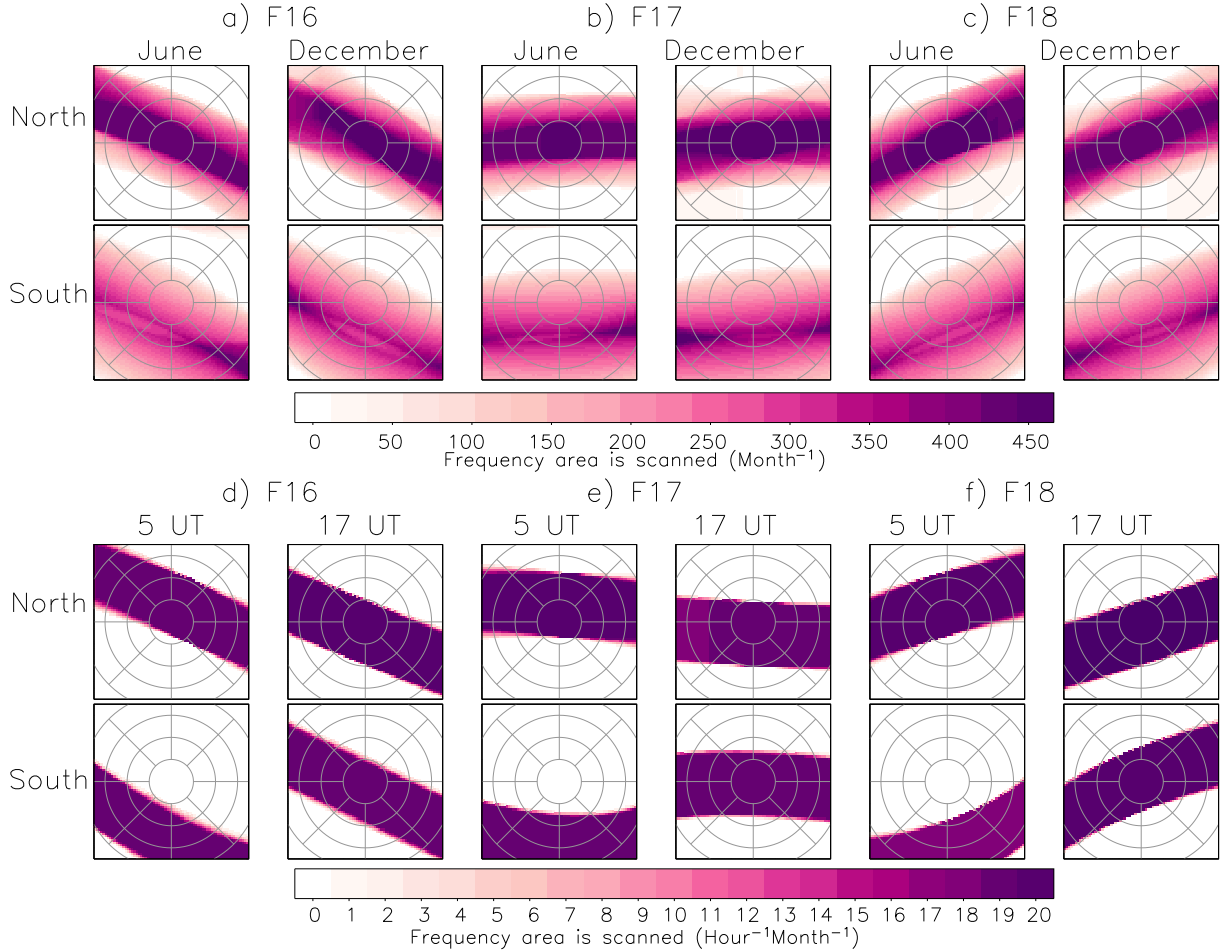 a) F16 b) F17 c) F18
June December June December June December
North
South
0 50 100 150 200 250 300 350 400 450
Frequency area is scanned (Month⁻¹)
d) F16 e) F17 f) F18
5 UT 17 UT 5 UT 17 UT 5 UT 17 UT
North
South
0 1 2 3 4 5 6 7 8 9 10 11 12 13 14 15 16 17 18 19 20
Frequency area is scanned (Hour⁻¹Month⁻¹)